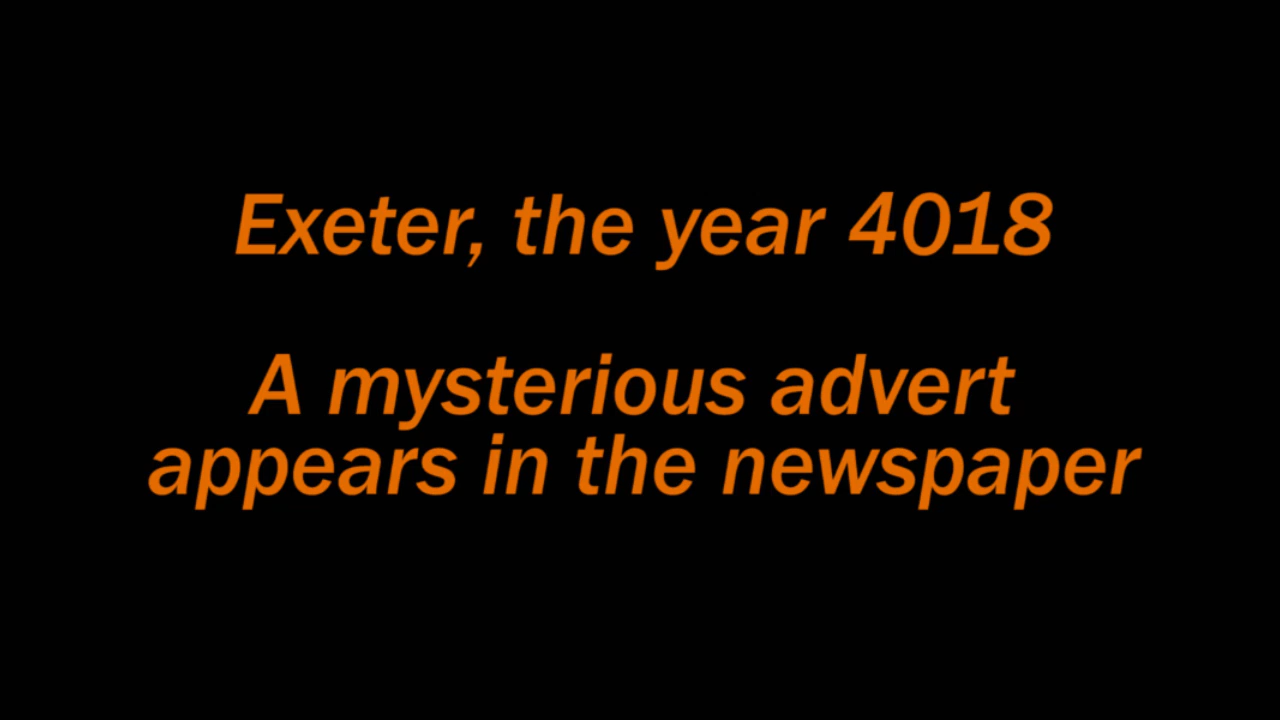 Exeter, the year 4018
A mysterious advert
appears in the newspaper